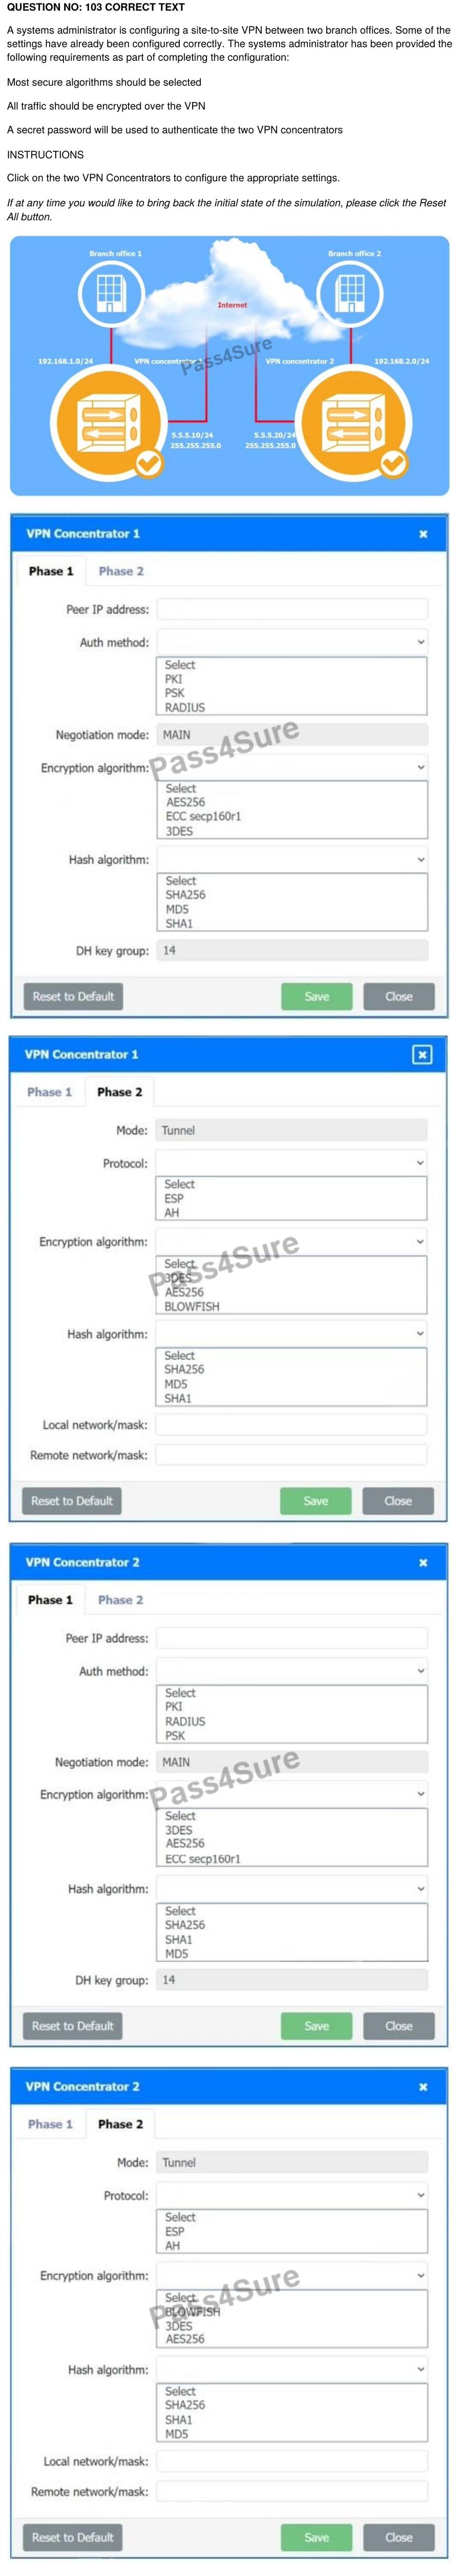 QUESTION NO: 103 CORRECT TEXT
A systems administrator is configuring a site-to-site VPN between two branch offices. Some of the
settings have already been configured correctly. The systems administrator has been provided the
following requirements as part of completing the configuration:
Most secure algorithms should be selected
All traffic should be encrypted over the VPN
A secret password will be used to authenticate the two VPN concentrators
INSTRUCTIONS
Click on the two VPN Concentrators to configure the appropriate settings.
If at any time you would like to bring back the initial state of the simulation, please click the Reset
All button.
Branch office 1
Branch office 2
Internet
192.168.1.0/24
VPN concentrator
VPN concentrator 2
192.168.2.0/24
Pass4Sure
5.5.5.10/24
255.255.255.0
5.5.5.20/24
255.255.255.0
VPN Concentrator 1
Phase 1 Phase 2
Peer IP address:
Auth method:
Select
PKI
PSK
RADIUS
Negotiation mode: MAIN
Pass4Sure
Encryption algorithm:
Select
AES256
ECC secp160r1
3DES
Hash algorithm:
Select
SHA256
MD5
SHA1
DH key group: 14
Reset to Default Save Close
VPN Concentrator 1
Phase 1 Phase 2
Mode: Tunnel
Protocol:
Select
ESP
AH
Encryption algorithm:
Pass4Sure
Select
3DES
AES256
BLOWFISH
Hash algorithm:
Select
SHA256
MD5
SHA1
Local network/mask:
Remote network/mask:
Reset to Default Save Close
VPN Concentrator 2
Phase 1 Phase 2
Peer IP address:
Auth method:
Select
PKI
RADIUS
PSK
Negotiation mode: MAIN
Pass4Sure
Encryption algorithm:
Select
3DES
AES256
ECC secp160r1
Hash algorithm:
Select
SHA256
SHA1
MD5
DH key group: 14
Reset to Default Save Close
VPN Concentrator 2
Phase 1 Phase 2
Mode: Tunnel
Protocol:
Select
ESP
AH
Encryption algorithm:
Pass4Sure
Select
BLOWFISH
3DES
AES256
Hash algorithm:
Select
SHA256
SHA1
MD5
Local network/mask:
Remote network/mask:
Reset to Default Save Close